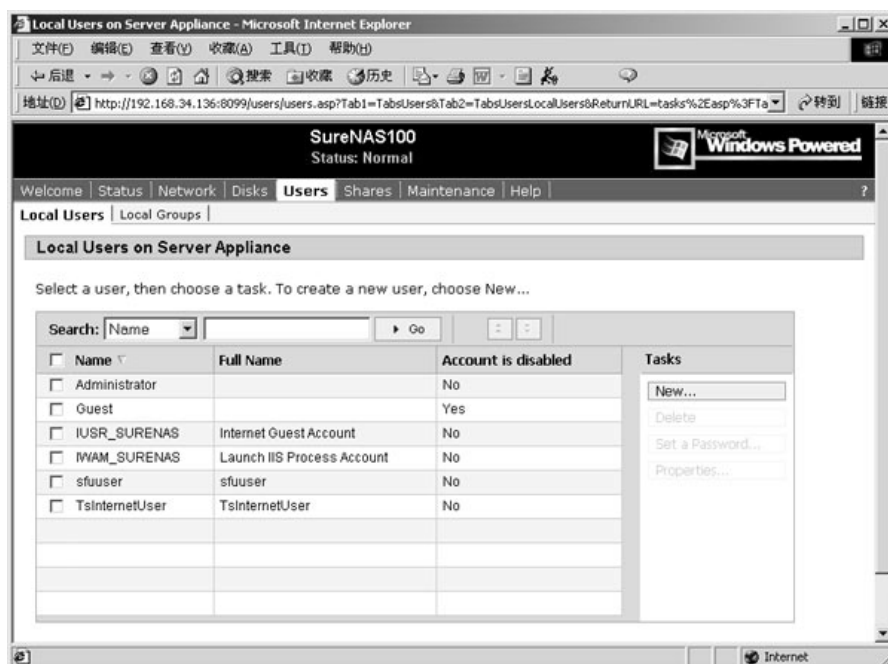 Local Users on Server Appliance - Microsoft Internet Explorer
文件(F) 编辑(E) 查看(V) 收藏(A) 工具(T) 帮助(H)
后退 搜索 收藏 历史
地址(D) http://192.168.34.136:8099/users/users.asp?Tab1=TabsUsers&Tab2=TabsUsersLocalUsers&ReturnURL=tasks%2Easp%3FTa 转到 链接
SureNAS100
Status: Normal
Microsoft
Windows Powered
Welcome | Status | Network | Disks | Users | Shares | Maintenance | Help | ?
Local Users | Local Groups |
Local Users on Server Appliance
Select a user, then choose a task. To create a new user, choose New...
Search: Name Go
Name Full Name Account is disabled Tasks
Administrator No New...
Guest Yes Delete
IUSR_SURENAS Internet Guest Account No Set a Password...
IWAM_SURENAS Launch IIS Process Account No Properties...
sfuuser sfuuser No
TsInternetUser TsInternetUser No
Internet